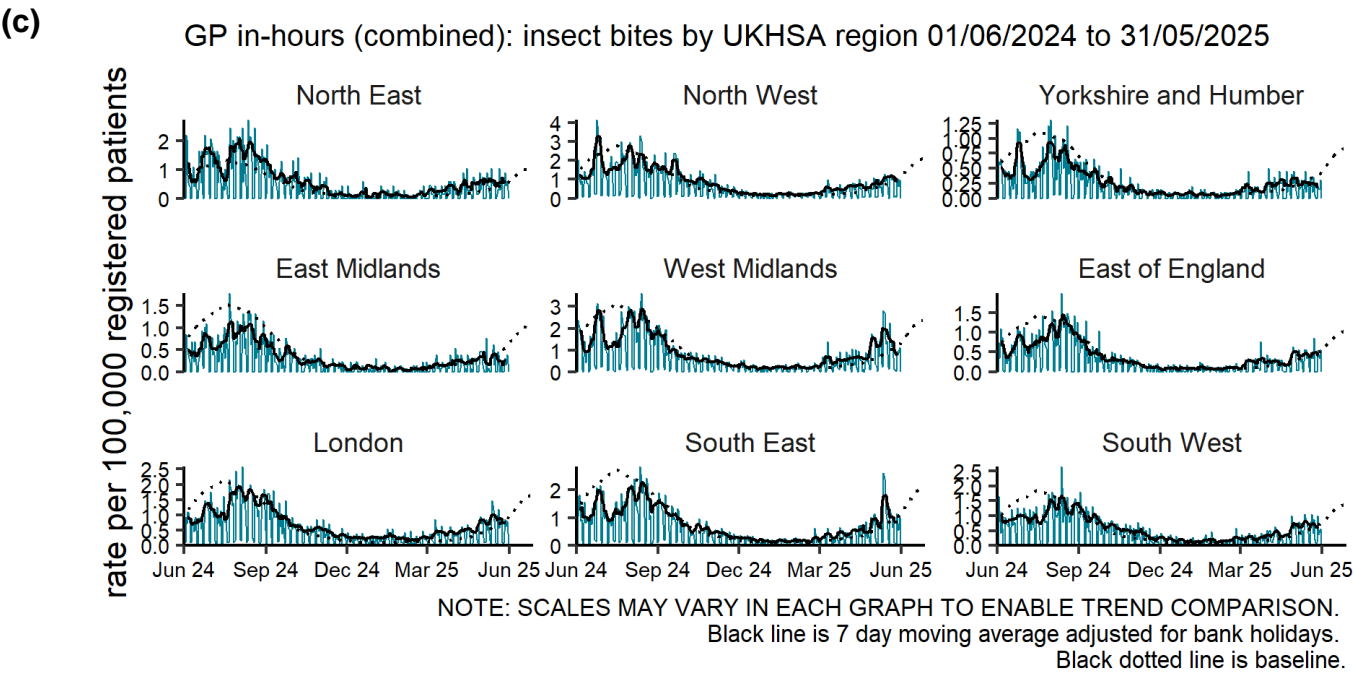 (c)
GP in-hours (combined): insect bites by UKHSA region 01/06/2024 to 31/05/2025
rate per 100,000 registered patients
North East
North West
Yorkshire and Humber
2
1
0
4
3
2
1
0
1.25
1.00
0.75
0.50
0.25
0.00
East Midlands
West Midlands
East of England
1.5
1.0
0.5
0.0
3
2
1
0
1.5
1.0
0.5
0.0
London
South East
South West
2.5
2.0
1.5
1.0
0.5
0.0
2
1
0
2.5
2.0
1.5
1.0
0.5
0.0
Jun 24 Sep 24 Dec 24 Mar 25 Jun 25 Jun 24 Sep 24 Dec 24 Mar 25 Jun 25 Jun 24 Sep 24 Dec 24 Mar 25 Jun 25
NOTE: SCALES MAY VARY IN EACH GRAPH TO ENABLE TREND COMPARISON.
Black line is 7 day moving average adjusted for bank holidays.
Black dotted line is baseline.